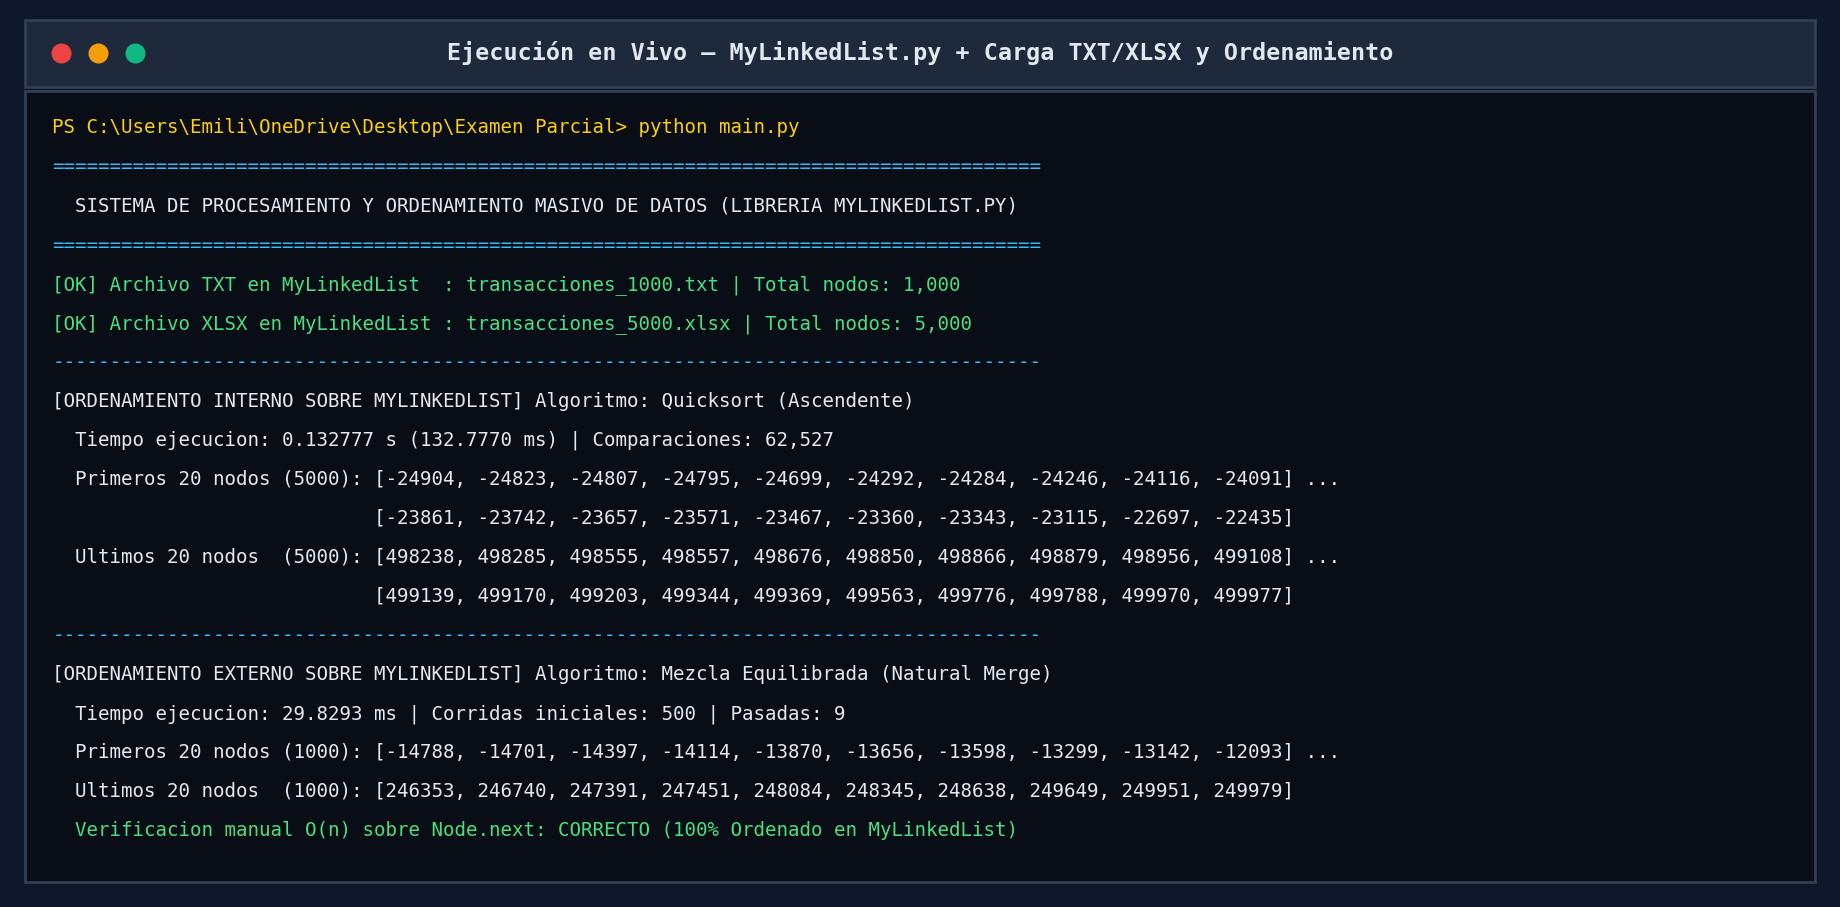 Ejecución en Vivo — MyLinkedList.py + Carga TXT/XLSX y Ordenamiento
PS C:\Users\Emili\OneDrive\Desktop\Examen Parcial> python main.py
======================================================================================
SISTEMA DE PROCESAMIENTO Y ORDENAMIENTO MASIVO DE DATOS (LIBRERIA MYLINKEDLIST.PY)
======================================================================================
[OK] Archivo TXT en MyLinkedList  : transacciones_1000.txt | Total nodos: 1,000
[OK] Archivo XLSX en MyLinkedList : transacciones_5000.xlsx | Total nodos: 5,000
--------------------------------------------------------------------------------------
[ORDENAMIENTO INTERNO SOBRE MYLINKEDLIST] Algoritmo: Quicksort (Ascendente)
Tiempo ejecucion: 0.132777 s (132.7770 ms) | Comparaciones: 62,527
Primeros 20 nodos (5000): [-24904, -24823, -24807, -24795, -24699, -24292, -24284, -24246, -24116, -24091] ...
[-23861, -23742, -23657, -23571, -23467, -23360, -23343, -23115, -22697, -22435]
Ultimos 20 nodos  (5000): [498238, 498285, 498555, 498557, 498676, 498850, 498866, 498879, 498956, 499108] ...
[499139, 499170, 499203, 499344, 499369, 499563, 499776, 499788, 499970, 499977]
--------------------------------------------------------------------------------------
[ORDENAMIENTO EXTERNO SOBRE MYLINKEDLIST] Algoritmo: Mezcla Equilibrada (Natural Merge)
Tiempo ejecucion: 29.8293 ms | Corridas iniciales: 500 | Pasadas: 9
Primeros 20 nodos (1000): [-14788, -14701, -14397, -14114, -13870, -13656, -13598, -13299, -13142, -12093] ...
Ultimos 20 nodos  (1000): [246353, 246740, 247391, 247451, 248084, 248345, 248638, 249649, 249951, 249979]
Verificacion manual O(n) sobre Node.next: CORRECTO (100% Ordenado en MyLinkedList)